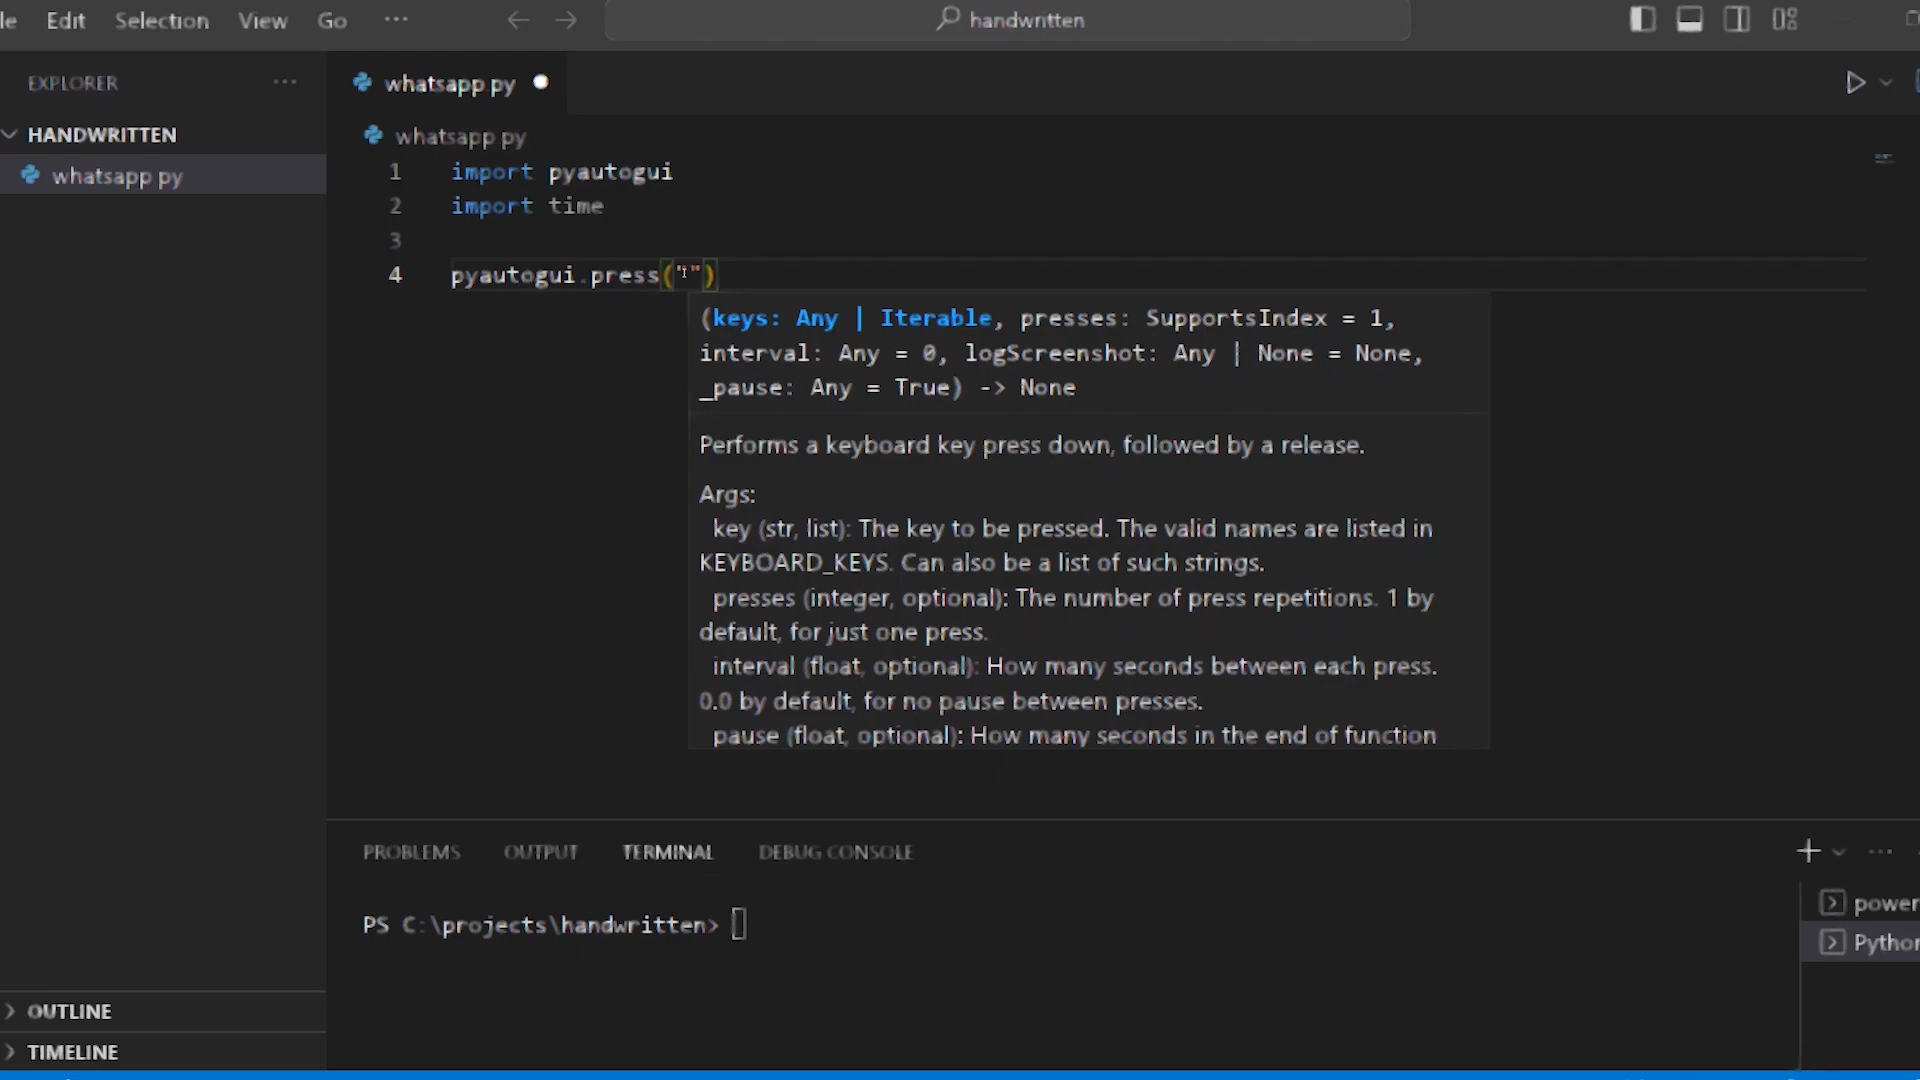 le Edit Selection View Go ···
handwritten
EXPLORER ···
HANDWRITTEN
whatsapp py
whatsapp py
whatsapp py
1 import pyautogui
2 import time
3
4 pyautogui.press("")
(keys: Any | Iterable, presses: SupportsIndex = 1,
interval: Any = 0, logScreenshot: Any | None = None,
_pause: Any = True) -> None
Performs a keyboard key press down, followed by a release.
Args:
key (str, list): The key to be pressed. The valid names are listed in
KEYBOARD_KEYS. Can also be a list of such strings.
presses (integer, optional): The number of press repetitions. 1 by
default, for just one press.
interval (float, optional): How many seconds between each press.
0.0 by default, for no pause between presses.
pause (float, optional): How many seconds in the end of function
PROBLEMS OUTPUT TERMINAL DEBUG CONSOLE
PS C:\projects\handwritten>
power
Python
OUTLINE
TIMELINE